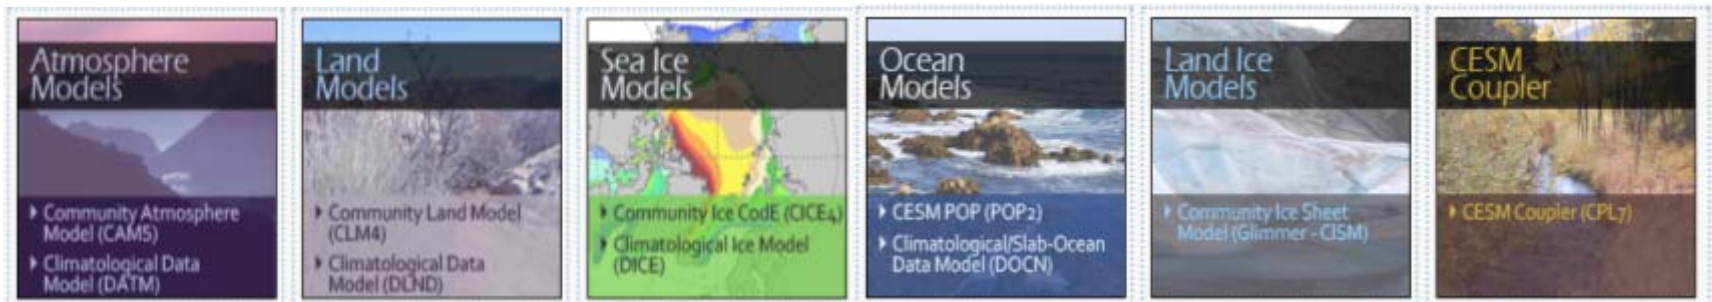 Atmosphere
Models
Community Atmosphere
Model (CAM5)
Climatological Data
Model (DATM)
Land
Models
Community Land Model
(CLM4)
Climatological Data
Model (DLND)
Sea Ice
Models
Community Ice CodE (CICE4)
Climatological Ice Model
(DICE)
Ocean
Models
CESM POP (POP2)
Climatological/Slab-Ocean
Data Model (DOCN)
Land Ice
Models
Community Ice Sheet
Model (Glimmer - CISM)
CESM
Coupler
CESM Coupler (CPL7)